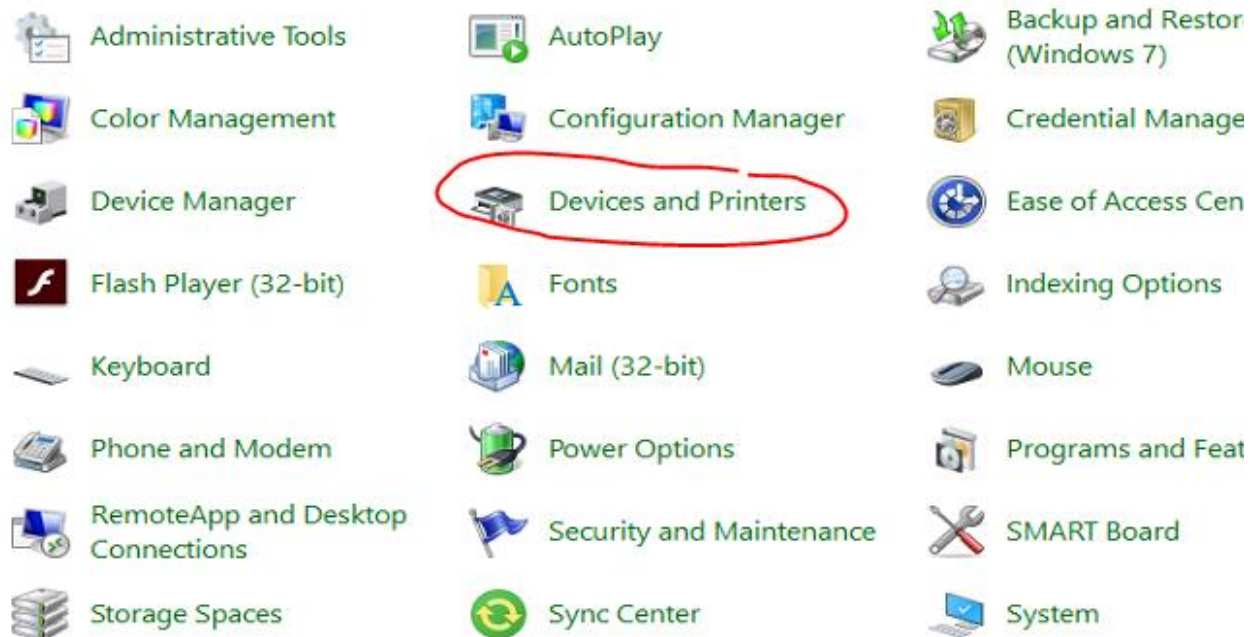 Administrative Tools
AutoPlay
Backup and Restor
(Windows 7)
Color Management
Configuration Manager
Credential Manage
Device Manager
Devices and Printers
Ease of Access Cen
Flash Player (32-bit)
Fonts
Indexing Options
Keyboard
Mail (32-bit)
Mouse
Phone and Modem
Power Options
Programs and Feat
RemoteApp and Desktop
Connections
Security and Maintenance
SMART Board
Storage Spaces
Sync Center
System